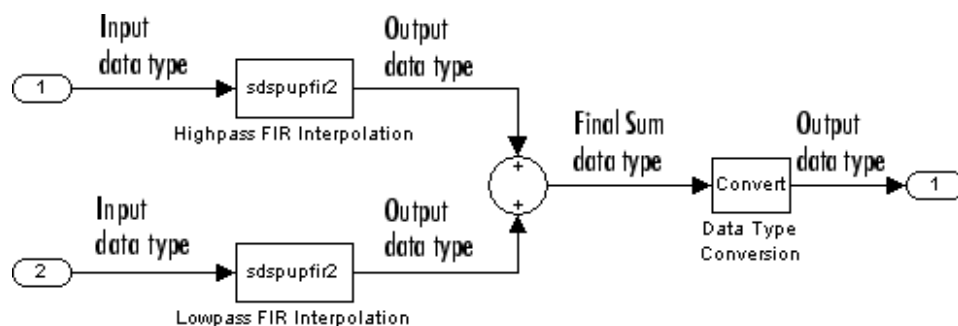 Input
data type
Output
data type
1
sdspupfir2
Highpass FIR Interpolation
Final Sum
data type
Output
data type
+
+
Convert
1
Data Type
Conversion
Input
data type
Output
data type
2
sdspupfir2
Lowpass FIR Interpolation